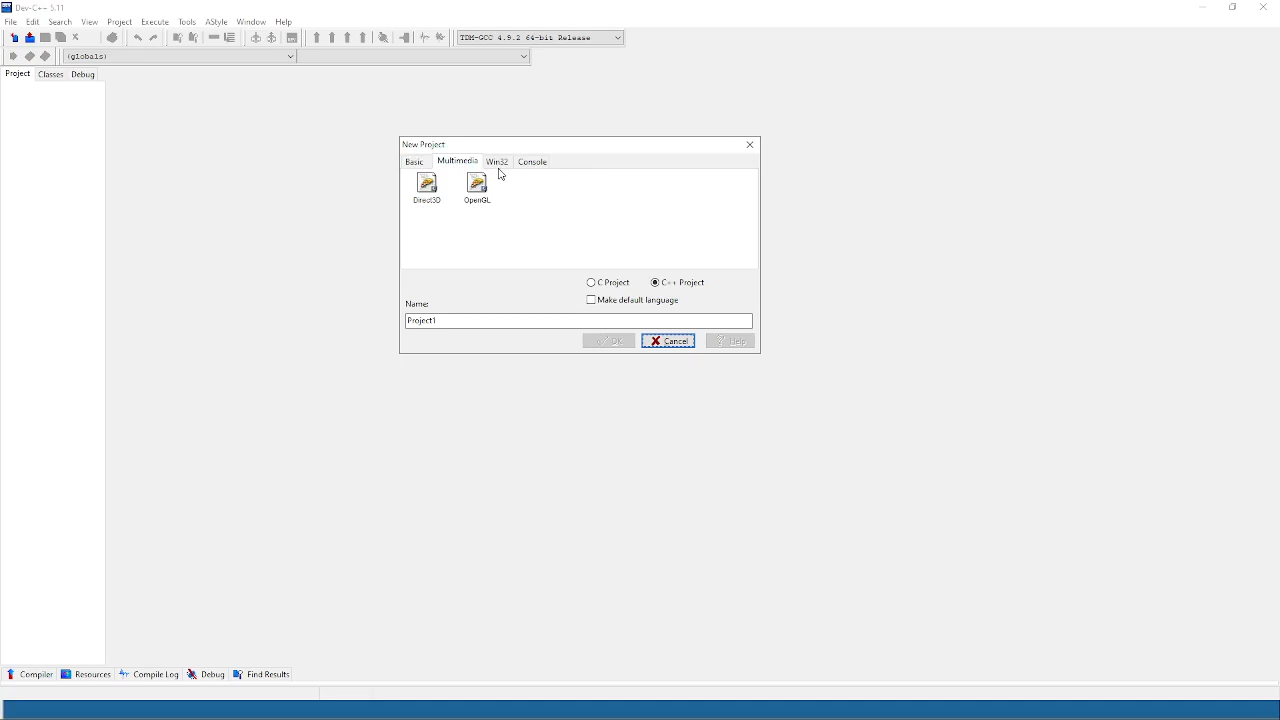 Dev-C++ 5.11
File Edit Search View Project Execute Tools AStyle Window Help
TDM-GCC 4.9.2 64-bit Release
(globals)
Project Classes Debug
New Project
Basic Multimedia Win32 Console
Direct3D OpenGL
C Project C++ Project
Make default language
Name:
Project1
OK Cancel Help
Compiler Resources Compile Log Debug Find Results